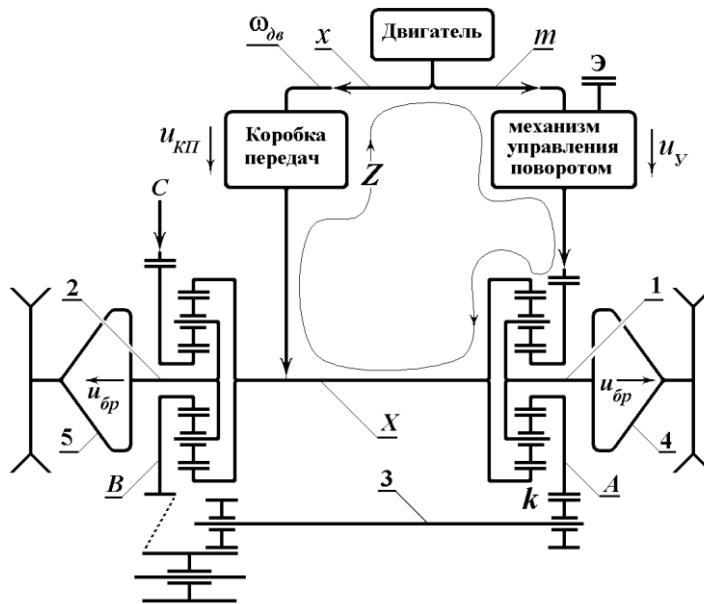 Двигатель
ω_дв
x
m
Э
u_КП
Коробка
передач
механизм
управления
поворотом
u_У
Z
C
2
1
u_бр
u_бр
5
X
4
B
3
k
A